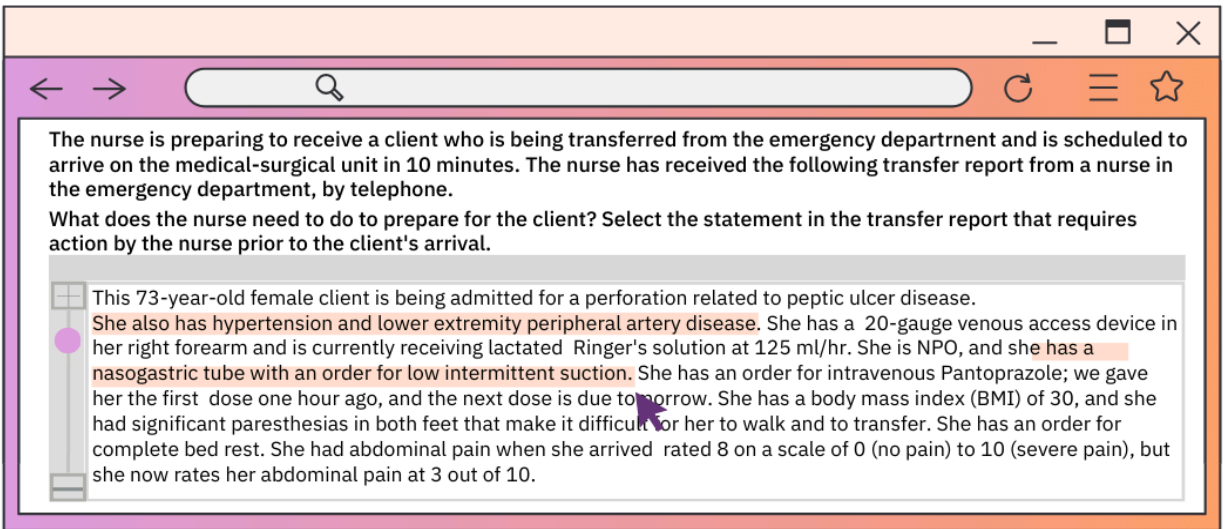 The nurse is preparing to receive a client who is being transferred from the emergency departrnent and is scheduled to
arrive on the medical-surgical unit in 10 minutes. The nurse has received the following transfer report from a nurse in
the emergency department, by telephone.
What does the nurse need to do to prepare for the client? Select the statement in the transfer report that requires
action by the nurse prior to the client's arrival.
This 73-year-old female client is being admitted for a perforation related to peptic ulcer disease.
She also has hypertension and lower extremity peripheral artery disease. She has a 20-gauge venous access device in
her right forearm and is currently receiving lactated Ringer's solution at 125 ml/hr. She is NPO, and she has a
nasogastric tube with an order for low intermittent suction. She has an order for intravenous Pantoprazole; we gave
her the first dose one hour ago, and the next dose is due tomorrow. She has a body mass index (BMI) of 30, and she
had significant paresthesias in both feet that make it difficult for her to walk and to transfer. She has an order for
complete bed rest. She had abdominal pain when she arrived rated 8 on a scale of 0 (no pain) to 10 (severe pain), but
she now rates her abdominal pain at 3 out of 10.